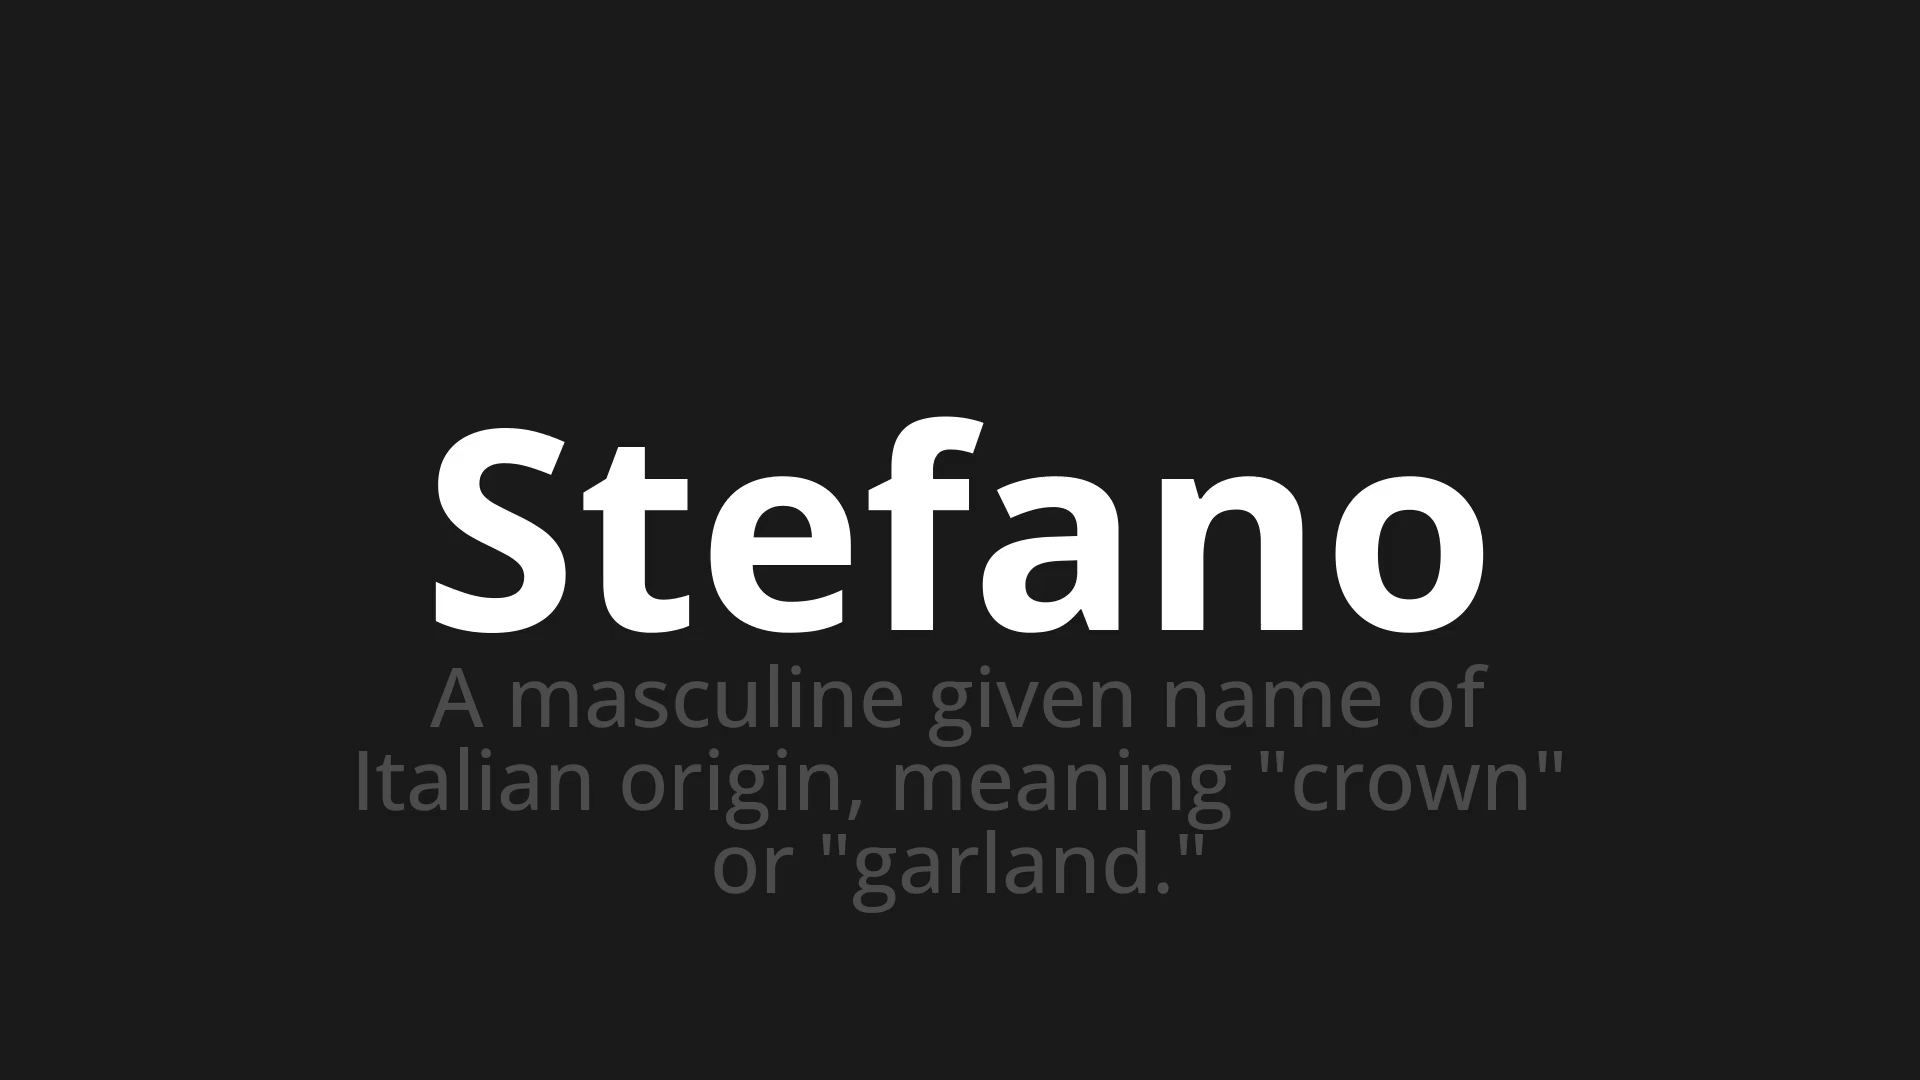 Stefano
A masculine given name of
Italian origin, meaning "crown"
or "garland."